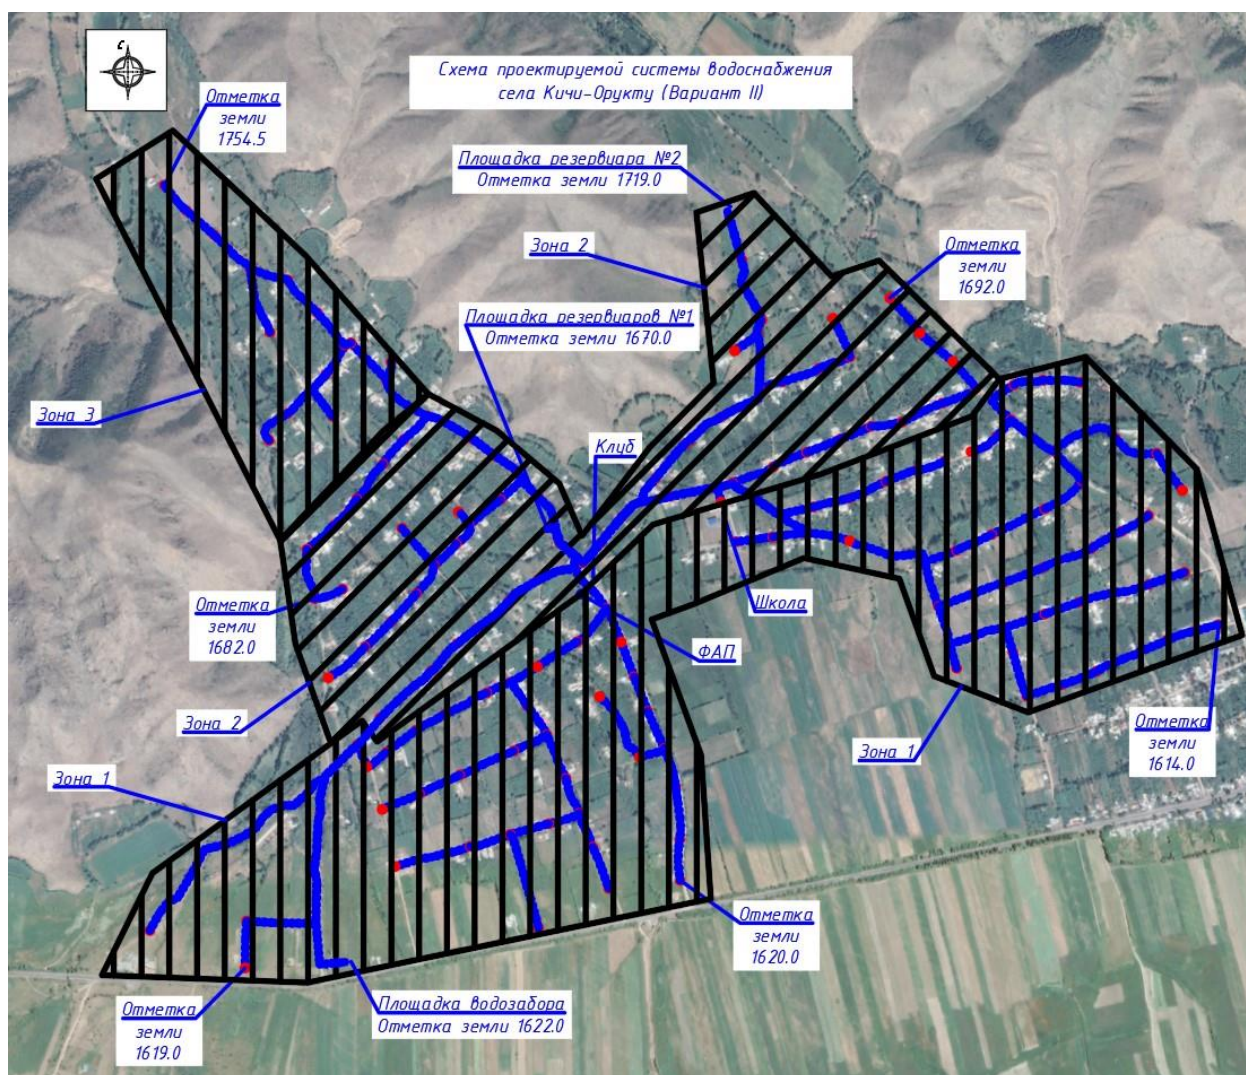 С
Схема проектируемой системы водоснабжения
села Кичи-Орукту (Вариант II)
Отметка
земли
1754.5
Площадка резервуара №2
Отметка земли 1719.0
Зона 2
Отметка
земли
1692.0
Площадка резервуаров №1
Отметка земли 1670.0
Зона 3
Клуб
Отметка
земли
1682.0
Школа
ФАП
Зона 2
Зона 1
Зона 1
Отметка
земли
1614.0
Отметка
земли
1620.0
Площадка водозабора
Отметка земли 1622.0
Отметка
земли
1619.0